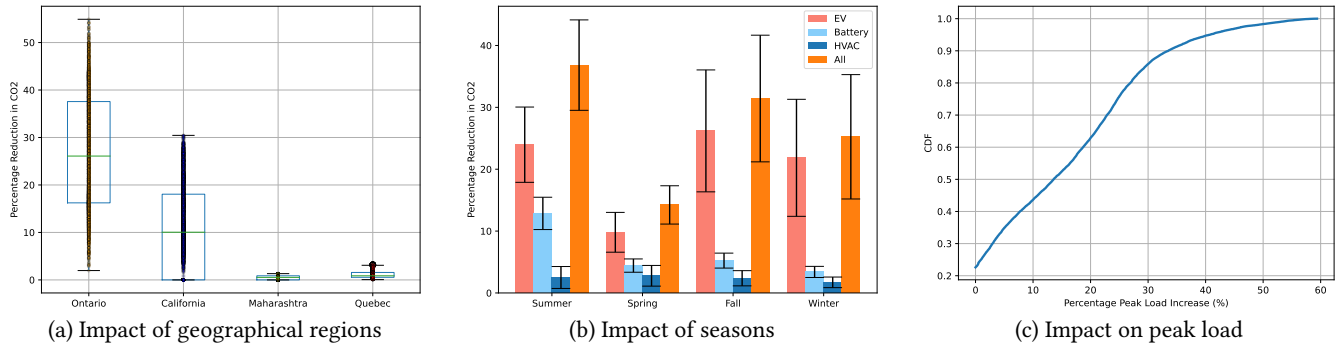 Percentage Reduction in CO2
50
40
30
20
10
0
Ontario
California
Maharashtra
Quebec
(a) Impact of geographical regions
Percentage Reduction in CO2
40
30
20
10
0
EV
Battery
HVAC
All
Summer
Spring
Fall
Winter
(b) Impact of seasons
CDF
1.0
0.9
0.8
0.7
0.6
0.5
0.4
0.3
0.2
0
10
20
30
40
50
60
Percentage Peak Load Increase (%)
(c) Impact on peak load